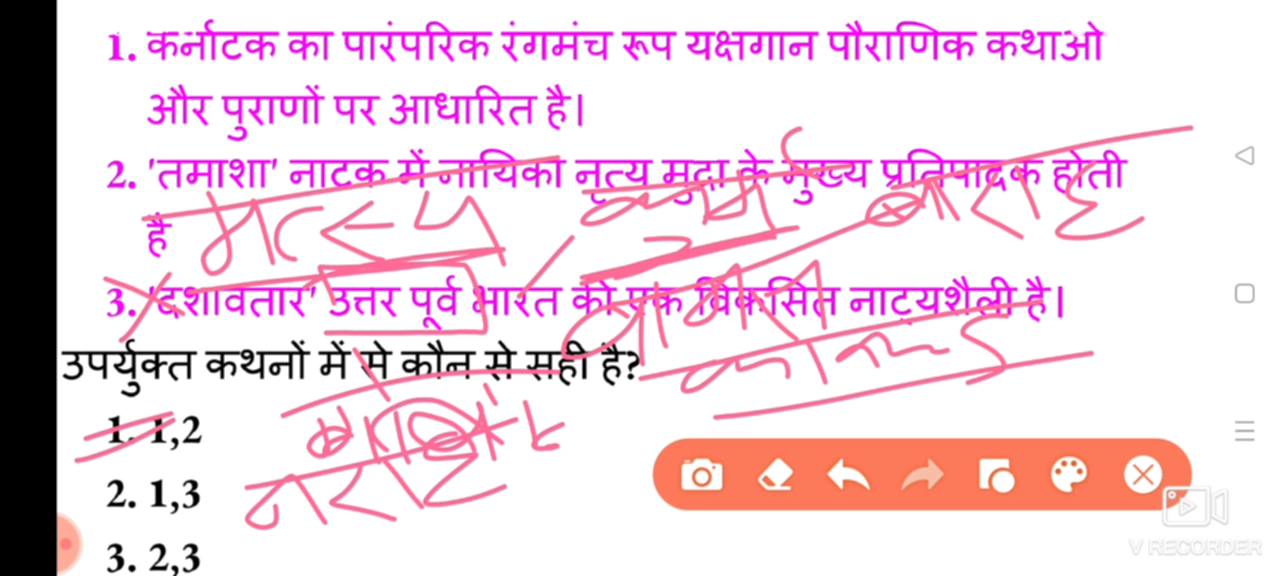 1. कर्नाटक का पारंपरिक रंगमंच रूप यक्षगान पौराणिक कथाओ
और पुराणों पर आधारित है।
2. 'तमाशा' नाटक में नायिका नृत्य मुद्रा के मुख्य प्रतिपादक होती
है
मत्स्य
3. 'दशावतार' उत्तर पूर्व भारत की एक विकसित नाट्यशैली है।
उपर्युक्त कथनों में से कौन से सही है?
1. 1,2
2. 1,3
3. 2,3
V RECORDER